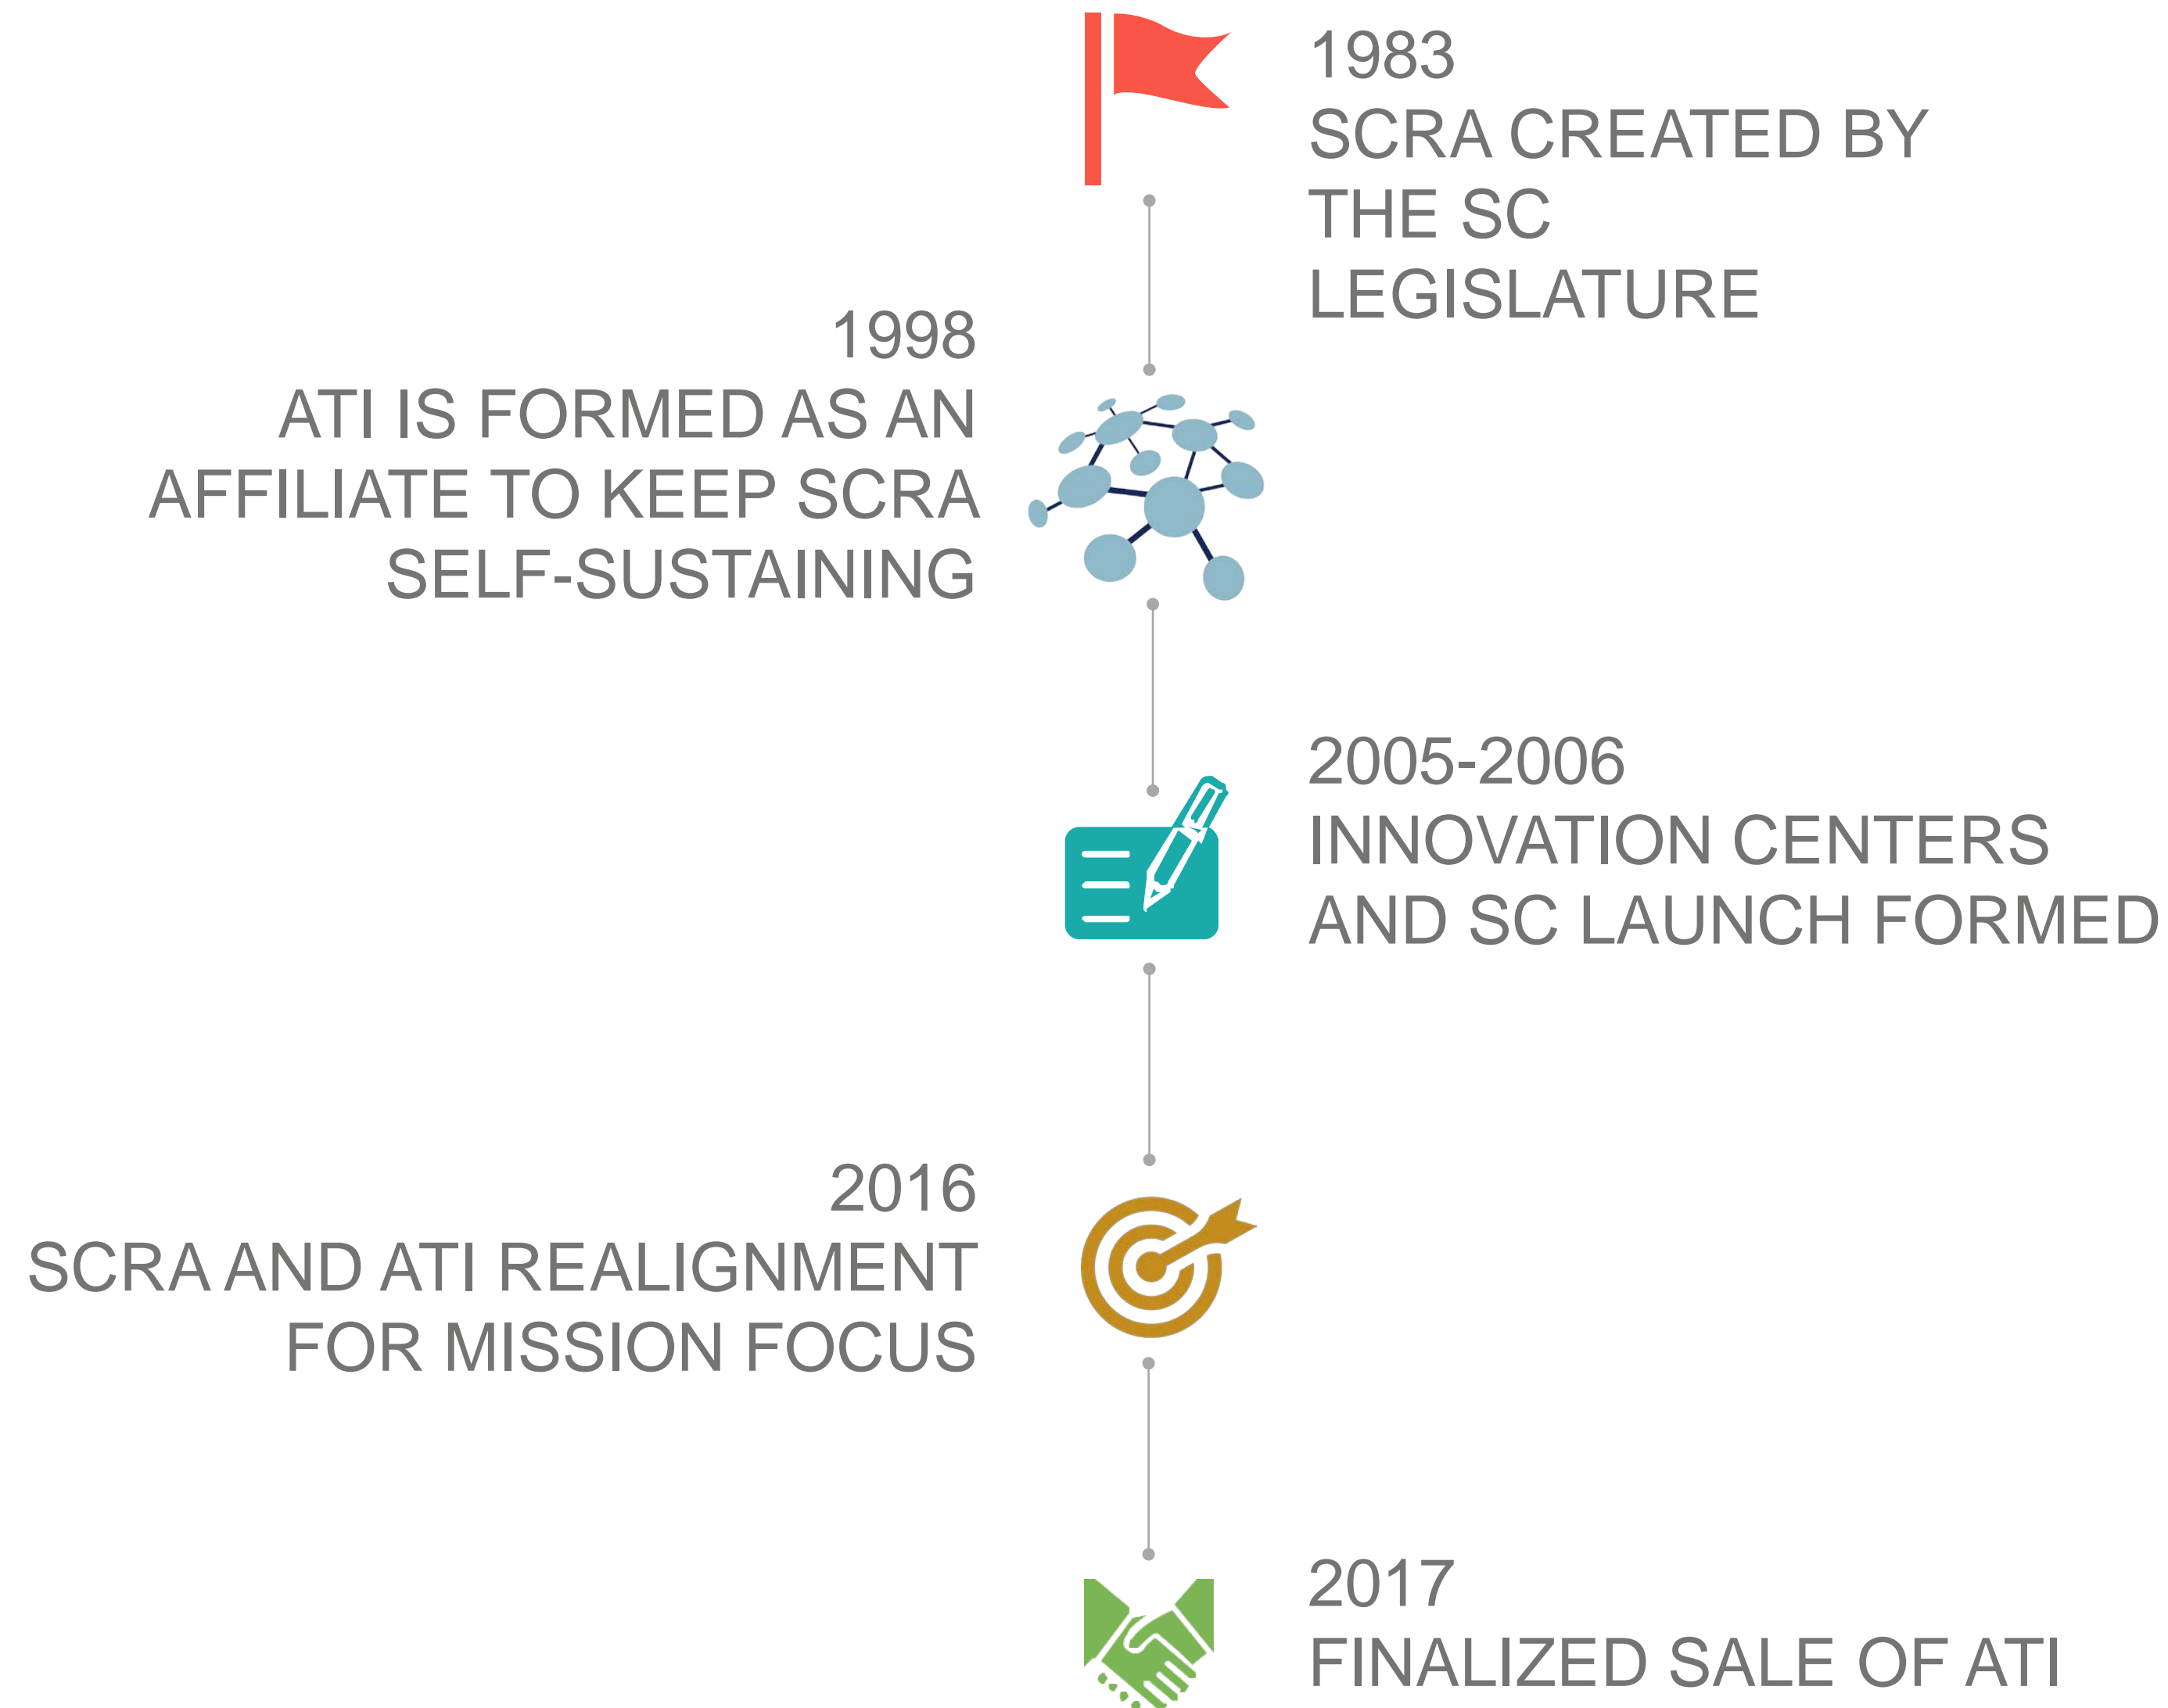 1983
SCRA CREATED BY
THE SC
LEGISLATURE
1998
ATI IS FORMED AS AN
AFFILIATE TO KEEP SCRA
SELF-SUSTAINING
2005-2006
INNOVATION CENTERS
AND SC LAUNCH FORMED
2016
SCRA AND ATI REALIGNMENT
FOR MISSION FOCUS
2017
FINALIZED SALE OF ATI